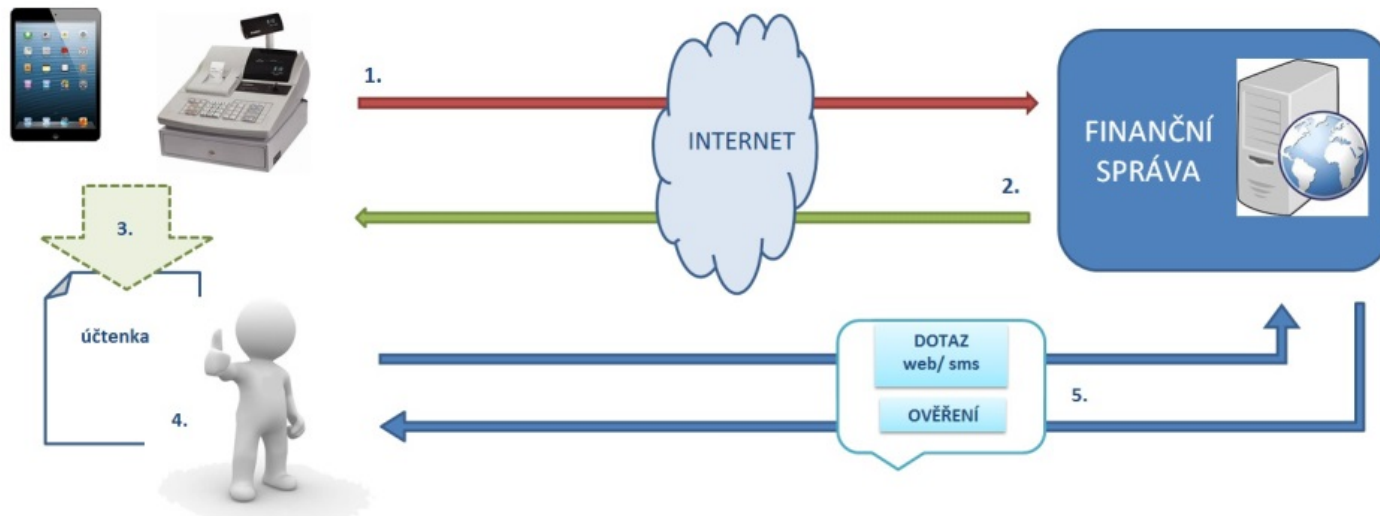 1.
INTERNET
FINANČNÍ
SPRÁVA
2.
3.
účtenka
4.
DOTAZ
web/ sms
OVĚŘENÍ
5.